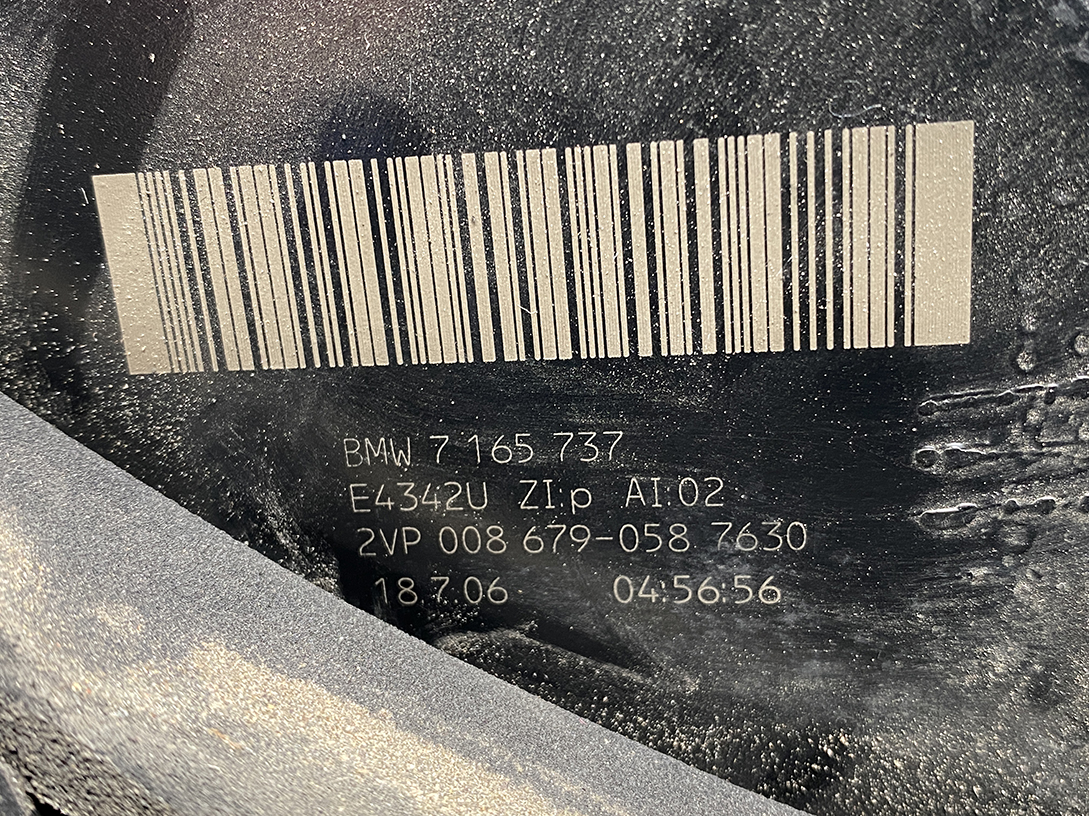 BMW 7 165 737
E4342U ZI:p AI:02
2VP 008 679-058 7630
18.7.06 04:56:56